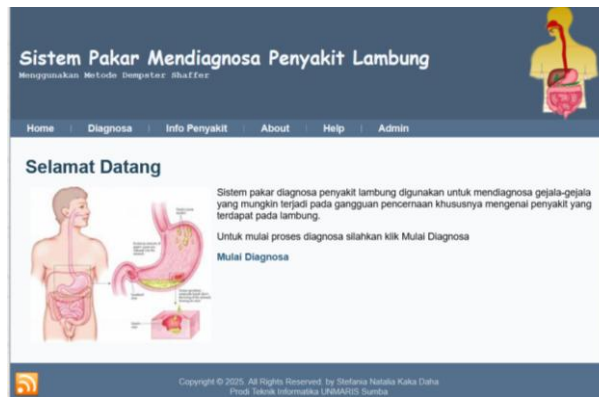 Sistem Pakar Mendiagnosa Penyakit Lambung
Menggunakan Metode Dempster Shaffer
Home | Diagnosa | Info Penyakit | About | Help | Admin
Selamat Datang
Sistem pakar diagnosa penyakit lambung digunakan untuk mendiagnosa gejala-gejala
yang mungkin terjadi pada gangguan pencernaan khususnya mengenai penyakit yang
terdapat pada lambung.
Untuk mulai proses diagnosa silahkan klik Mulai Diagnosa
Mulai Diagnosa
Copyright © 2025. All Rights Reserved. by Stefania Natalia Kaka Daha
Prodi Teknik Informatika UNMARIS Sumba